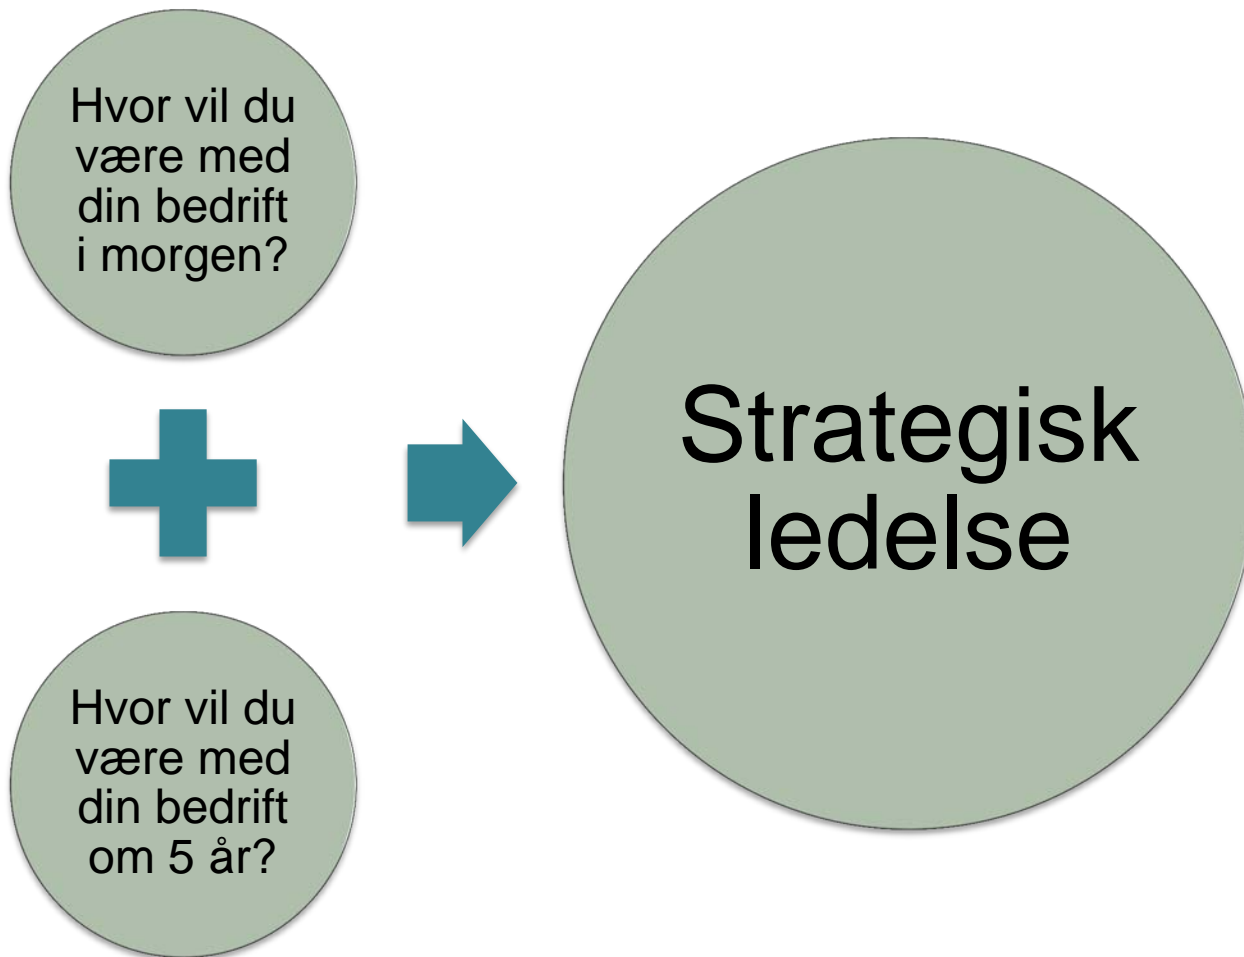 Hvor vil du
være med
din bedrift
i morgen?
Hvor vil du
være med
din bedrift
om 5 år?
Strategisk
ledelse